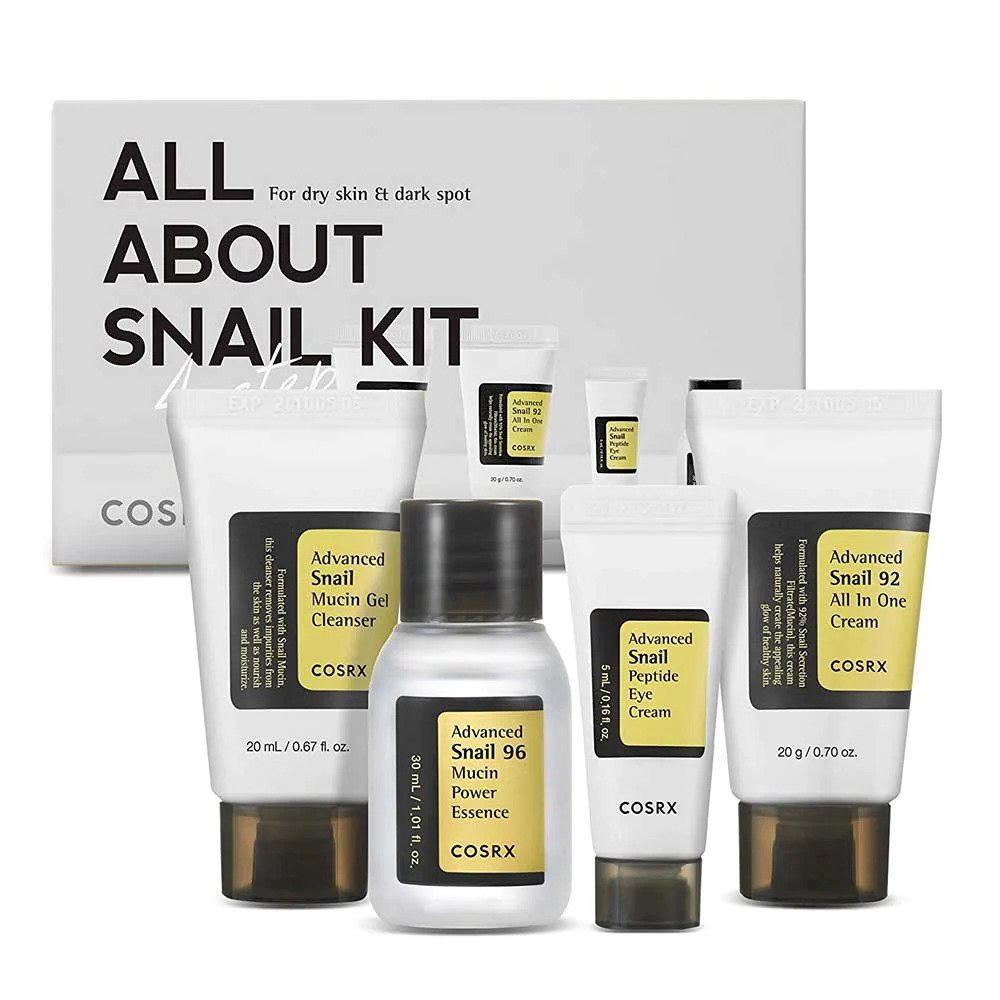 ALL For dry skin & dark spot
ABOUT
SNAIL KIT
4 step
COS
Advanced
Snail 92
All In One
Cream
COSRX
20 g / 0.70 oz.
Advanced
Snail
Peptide
Eye
Cream
EXP
Formulated with Snail Mucin,
this cleanser removes impurities from
the skin as well as nourish
and moisturize.
Advanced
Snail
Mucin Gel
Cleanser
COSRX
20 mL / 0.67 fl. oz.
Advanced
Snail 96
Mucin
Power
Essence
COSRX
30 mL / 1.01 fl. oz.
Advanced
Snail
Peptide
Eye
Cream
5 mL / 0.16 fl. oz.
COSRX
EXP
Formulated with 92% Snail Secretion
Filtrate(Mucin), this cream
helps naturally create the appealing
glow of healthy skin.
Advanced
Snail 92
All In One
Cream
COSRX
20 g / 0.70 oz.